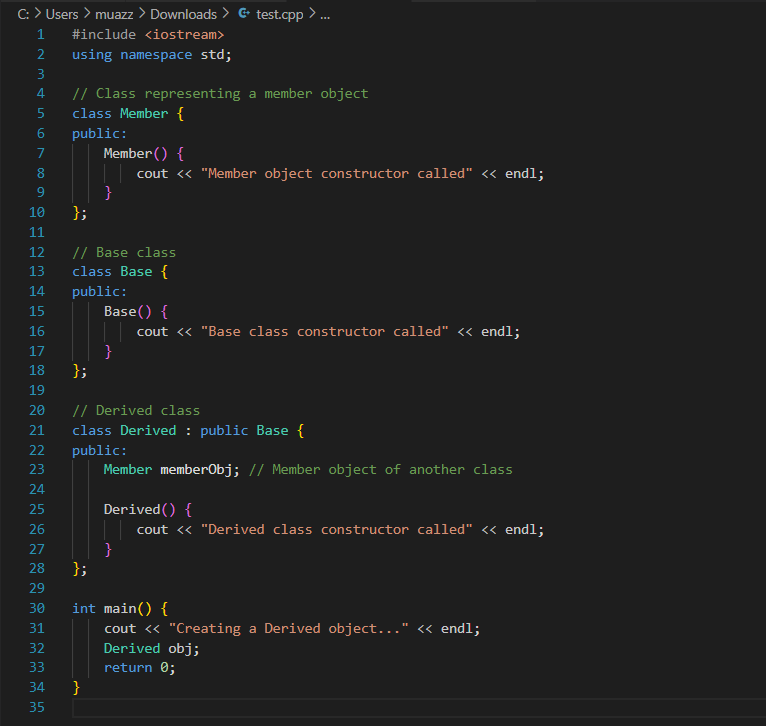 C: > Users > muazz > Downloads > test.cpp > ...
1 #include <iostream>
2 using namespace std;
3
4 // Class representing a member object
5 class Member {
6 public:
7     Member() {
8         cout << "Member object constructor called" << endl;
9     }
10 };
11
12 // Base class
13 class Base {
14 public:
15     Base() {
16         cout << "Base class constructor called" << endl;
17     }
18 };
19
20 // Derived class
21 class Derived : public Base {
22 public:
23     Member memberObj; // Member object of another class
24
25     Derived() {
26         cout << "Derived class constructor called" << endl;
27     }
28 };
29
30 int main() {
31     cout << "Creating a Derived object..." << endl;
32     Derived obj;
33     return 0;
34 }
35